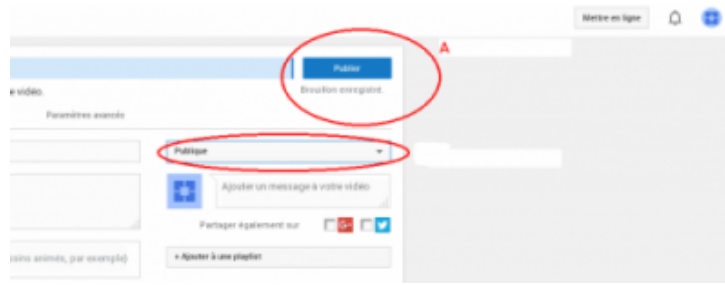 Mettre en ligne
A
Publier
e vidéo.
Brouillon enregistré.
Paramètres avancés
Publique
Ajouter un message à votre vidéo
Partager également sur
G+
ssins animés, par exemple)
+ Ajouter à une playlist